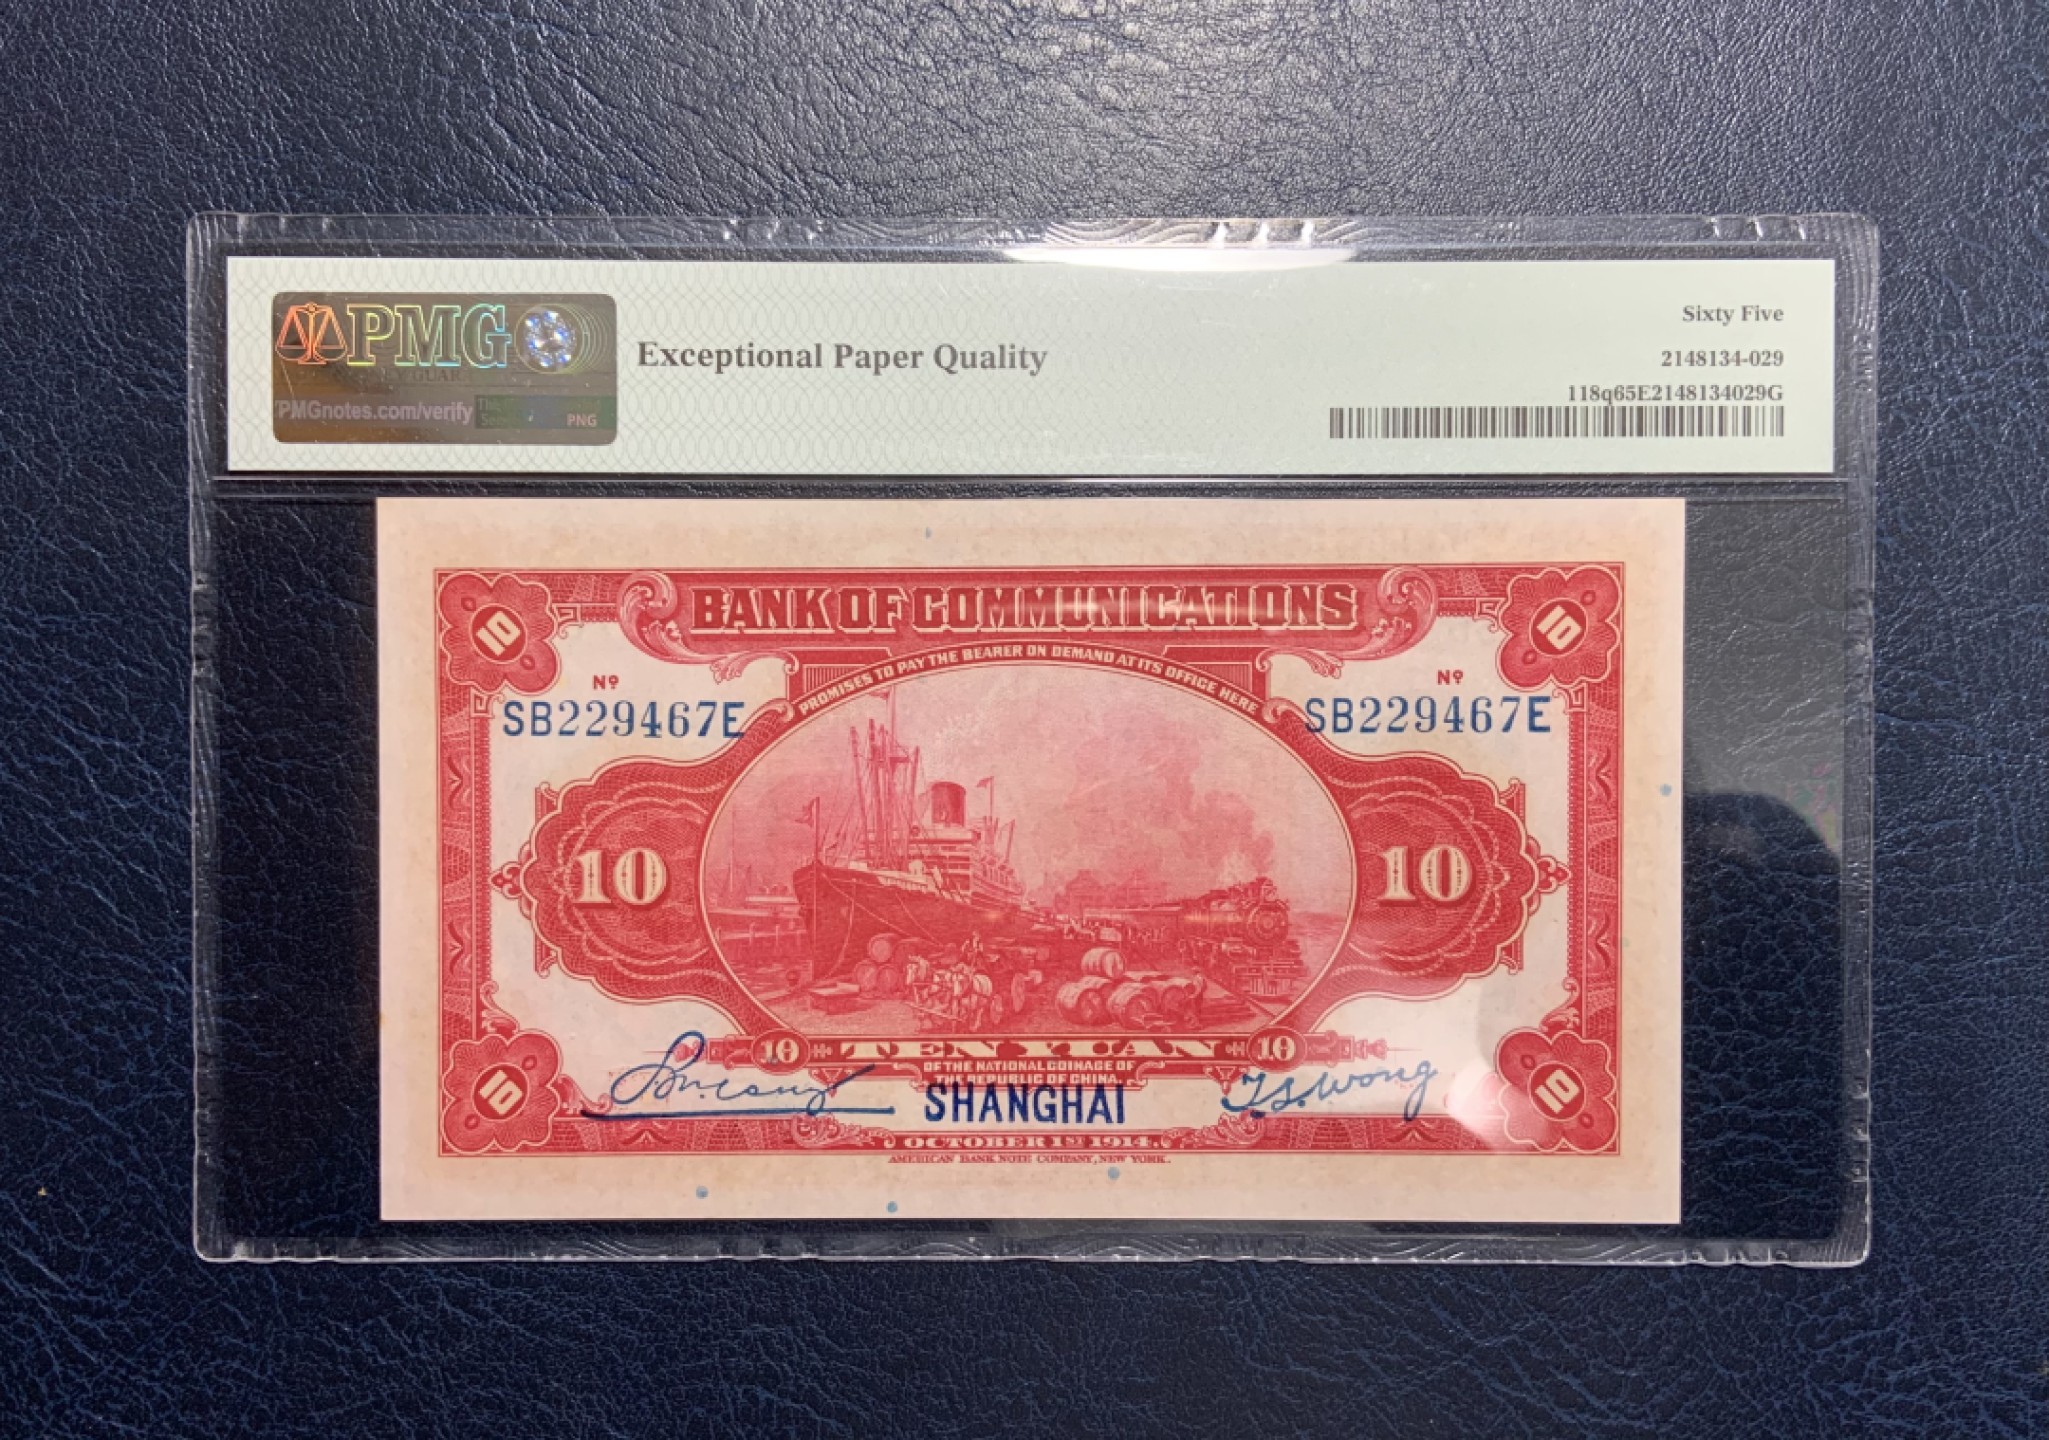 PMG
PMGnotes.com/verify
PNG
Exceptional Paper Quality
Sixty Five
2148134-029
118q65E2148134029G
10
BANK OF COMMUNICATIONS
10
PROMISES TO PAY THE BEARER ON DEMAND AT ITS OFFICE HERE
Nº
SB229467E
Nº
SB229467E
10
10
10 TEN YUAN 10
OF THE NATIONAL COINAGE OF
THE REPUBLIC OF CHINA.
SHANGHAI
T.S. Wong
10
10
OCTOBER 1ST 1914.
AMERICAN BANK NOTE COMPANY, NEW YORK.